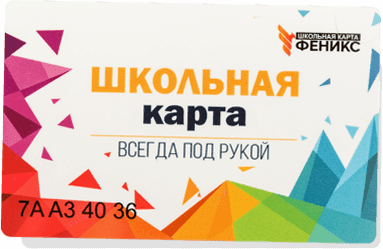 ШКОЛЬНАЯ КАРТА
ФЕНИКС
ШКОЛЬНАЯ
карта
ВСЕГДА ПОД РУКОЙ
7A A3 40 36